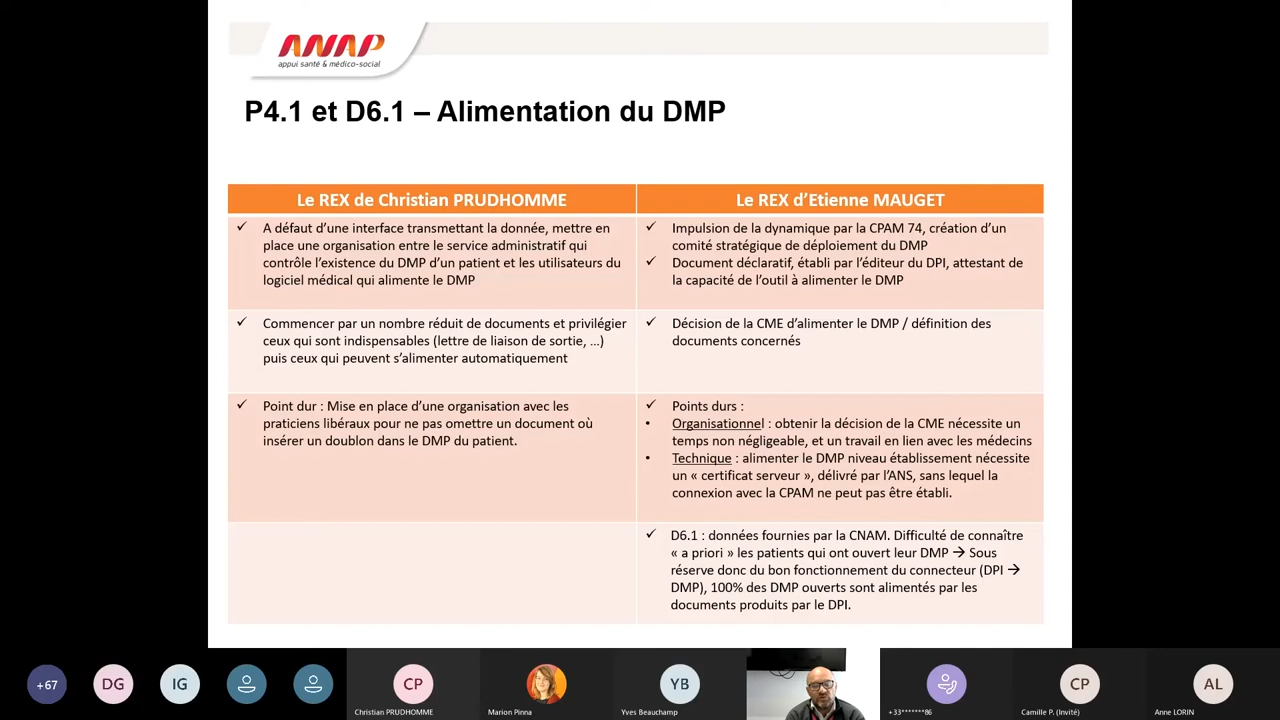 ANAP
appui santé & médico-social
P4.1 et D6.1 – Alimentation du DMP
Le REX de Christian PRUDHOMME
Le REX d'Etienne MAUGET
✓ A défaut d'une interface transmettant la donnée, mettre en
place une organisation entre le service administratif qui
contrôle l'existence du DMP d'un patient et les utilisateurs du
logiciel médical qui alimente le DMP
✓ Impulsion de la dynamique par la CPAM 74, création d'un
comité stratégique de déploiement du DMP
✓ Document déclaratif, établi par l'éditeur du DPI, attestant de
la capacité de l'outil à alimenter le DMP
✓ Commencer par un nombre réduit de documents et privilégier
ceux qui sont indispensables (lettre de liaison de sortie, …)
puis ceux qui peuvent s'alimenter automatiquement
✓ Décision de la CME d'alimenter le DMP / définition des
documents concernés
✓ Point dur : Mise en place d'une organisation avec les
praticiens libéraux pour ne pas omettre un document où
insérer un doublon dans le DMP du patient.
✓ Points durs :
• Organisationnel : obtenir la décision de la CME nécessite un
temps non négligeable, et un travail en lien avec les médecins
• Technique : alimenter le DMP niveau établissement nécessite
un « certificat serveur », délivré par l'ANS, sans lequel la
connexion avec la CPAM ne peut pas être établi.
✓ D6.1 : données fournies par la CNAM. Difficulté de connaître
« a priori » les patients qui ont ouvert leur DMP → Sous
réserve donc du bon fonctionnement du connecteur (DPI →
DMP), 100% des DMP ouverts sont alimentés par les
documents produits par le DPI.
+67
DG
IG
CP
Christian PRUDHOMME
Marion Pinna
YB
Yves Beauchamp
+33*******86
CP
Camille P. (Invité)
AL
Anne LORIN